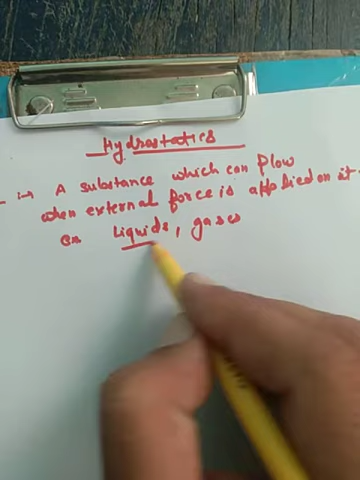 Hydrostatics
→ A substance which can flow
when external force is applied on it.
ex Liquids, gases